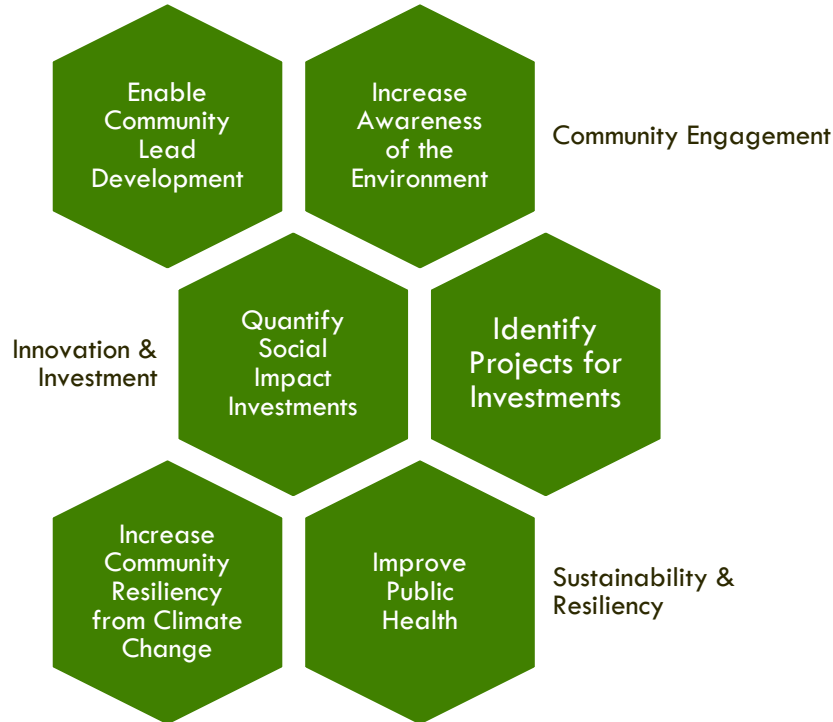 Enable
Community
Lead
Development
Increase
Awareness
of the
Environment
Community Engagement
Innovation &
Investment
Quantify
Social
Impact
Investments
Identify
Projects for
Investments
Increase
Community
Resiliency
from Climate
Change
Improve
Public
Health
Sustainability &
Resiliency